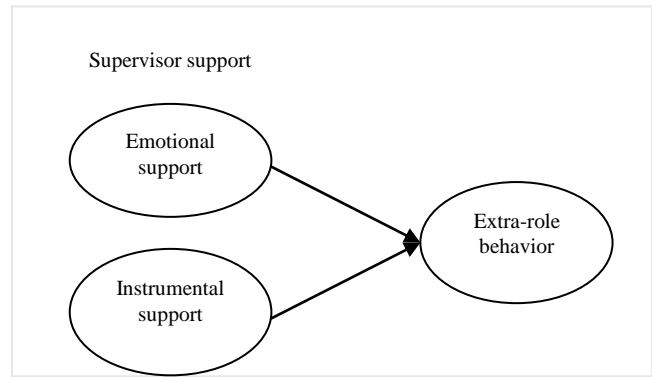 Supervisor support
Emotional
support
Extra-role
behavior
Instrumental
support